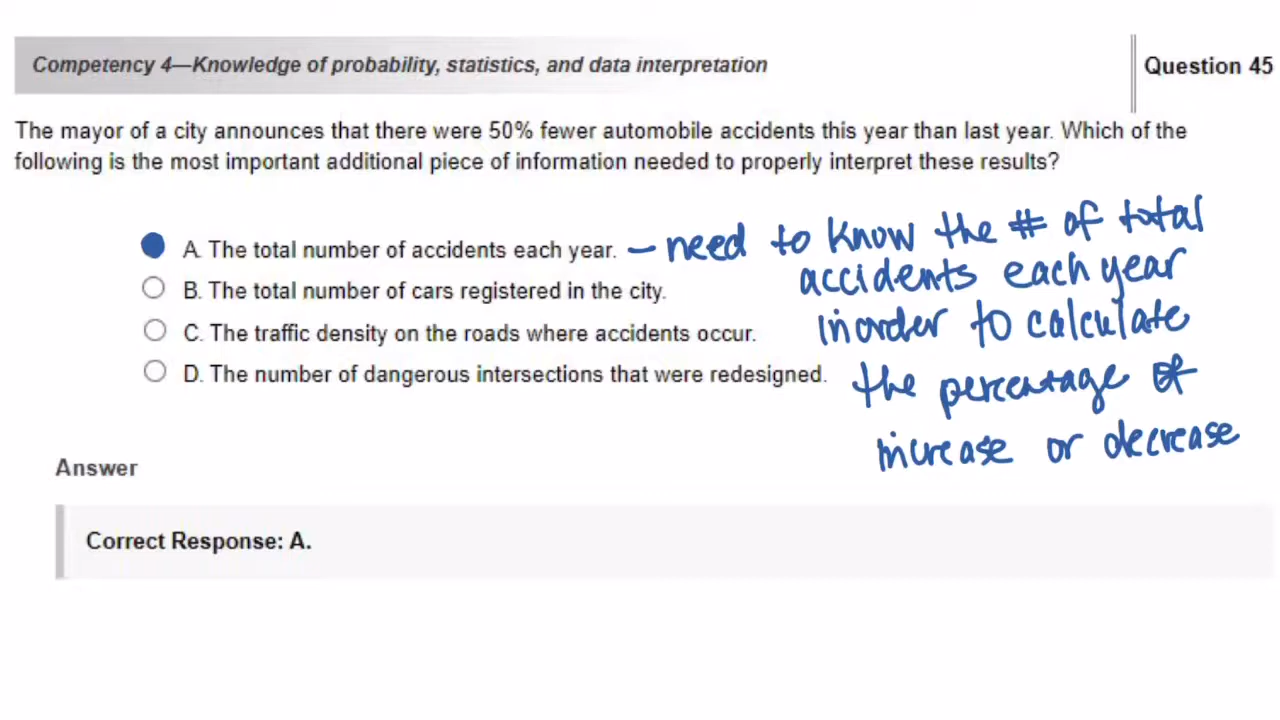 Competency 4—Knowledge of probability, statistics, and data interpretation
Question 45
The mayor of a city announces that there were 50% fewer automobile accidents this year than last year. Which of the
following is the most important additional piece of information needed to properly interpret these results?
A. The total number of accidents each year. – need to know the # of total
accidents each year
B. The total number of cars registered in the city.
in order to calculate
C. The traffic density on the roads where accidents occur.
the percentage of
D. The number of dangerous intersections that were redesigned.
increase or decrease
Answer
Correct Response: A.